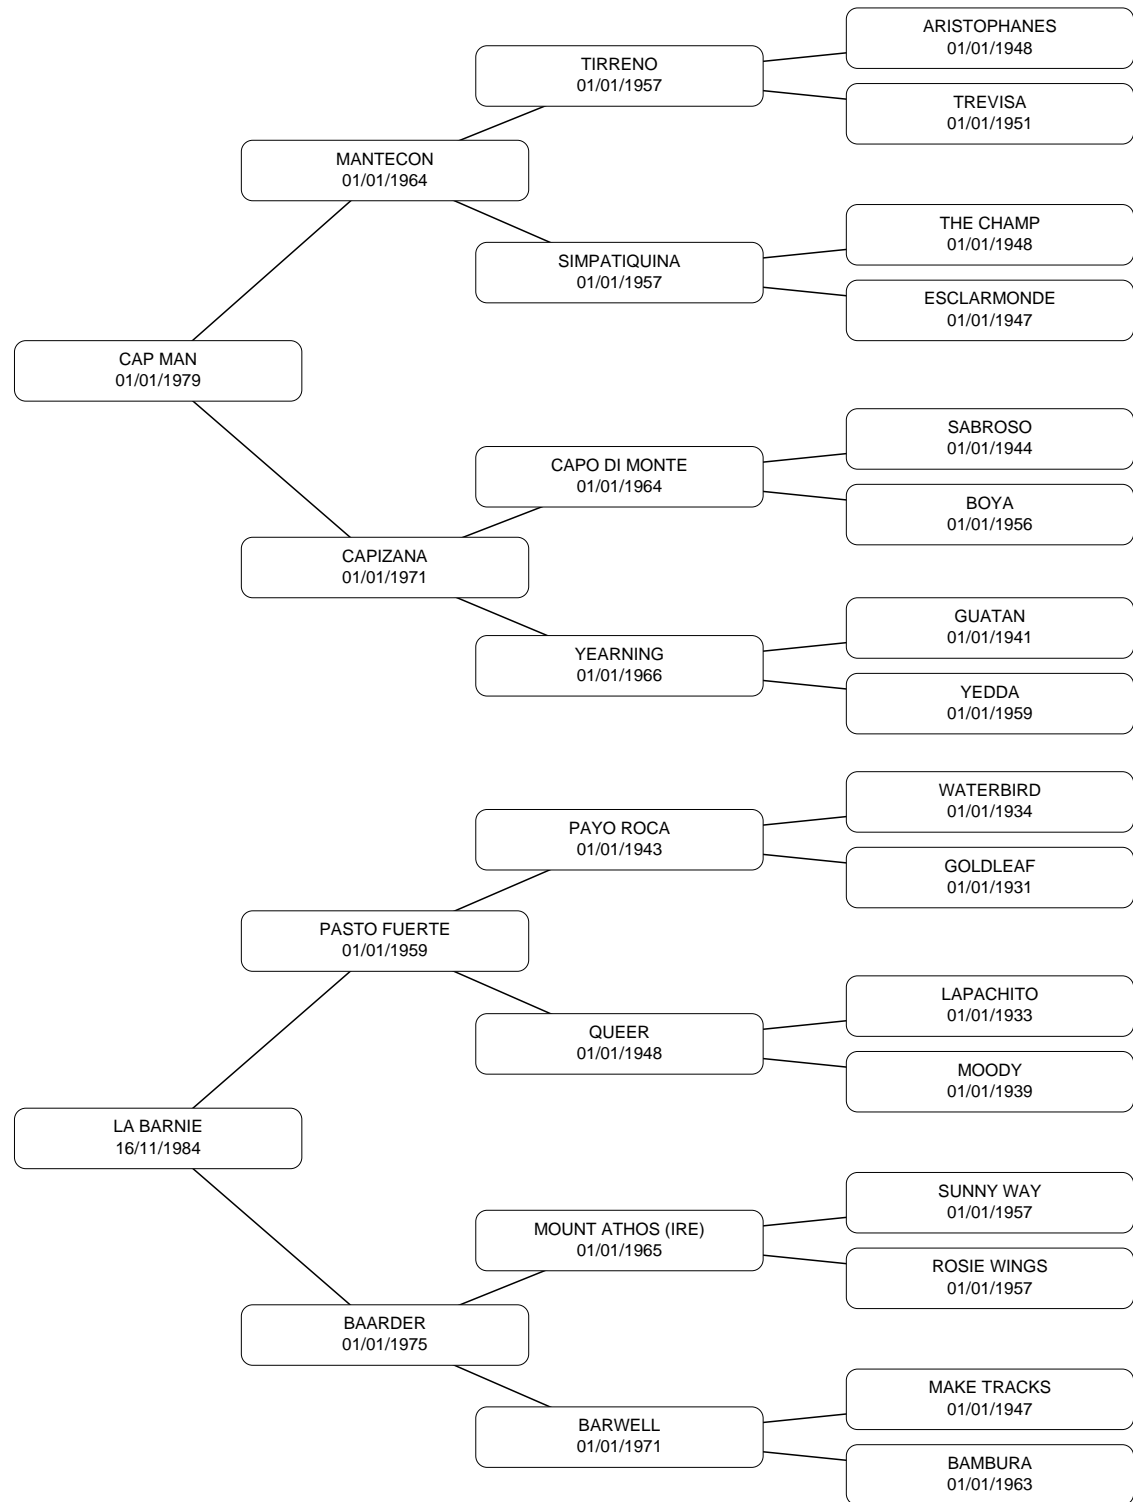 ARISTOPHANES
01/01/1948
TIRRENO
01/01/1957
TREVISA
01/01/1951
MANTECON
01/01/1964
THE CHAMP
01/01/1948
SIMPATIQUINA
01/01/1957
ESCLARMONDE
01/01/1947
CAP MAN
01/01/1979
SABROSO
01/01/1944
CAPO DI MONTE
01/01/1964
BOYA
01/01/1956
CAPIZANA
01/01/1971
GUATAN
01/01/1941
YEARNING
01/01/1966
YEDDA
01/01/1959
WATERBIRD
01/01/1934
PAYO ROCA
01/01/1943
GOLDLEAF
01/01/1931
PASTO FUERTE
01/01/1959
LAPACHITO
01/01/1933
QUEER
01/01/1948
MOODY
01/01/1939
LA BARNIE
16/11/1984
SUNNY WAY
01/01/1957
MOUNT ATHOS (IRE)
01/01/1965
ROSIE WINGS
01/01/1957
BAARDER
01/01/1975
MAKE TRACKS
01/01/1947
BARWELL
01/01/1971
BAMBURA
01/01/1963